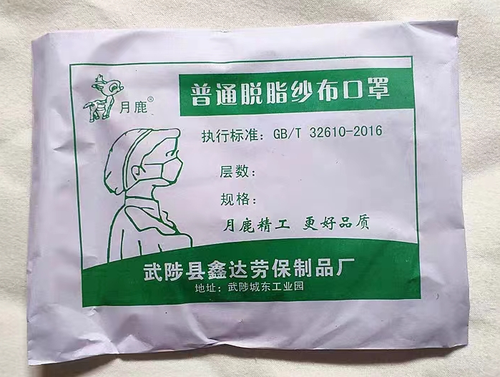 普通脱脂纱布口罩
月鹿®
执行标准：GB/T 32610-2016
层数：
规格：
月鹿精工 更好品质
武陟县鑫达劳保制品厂
地址：武陟城东工业园